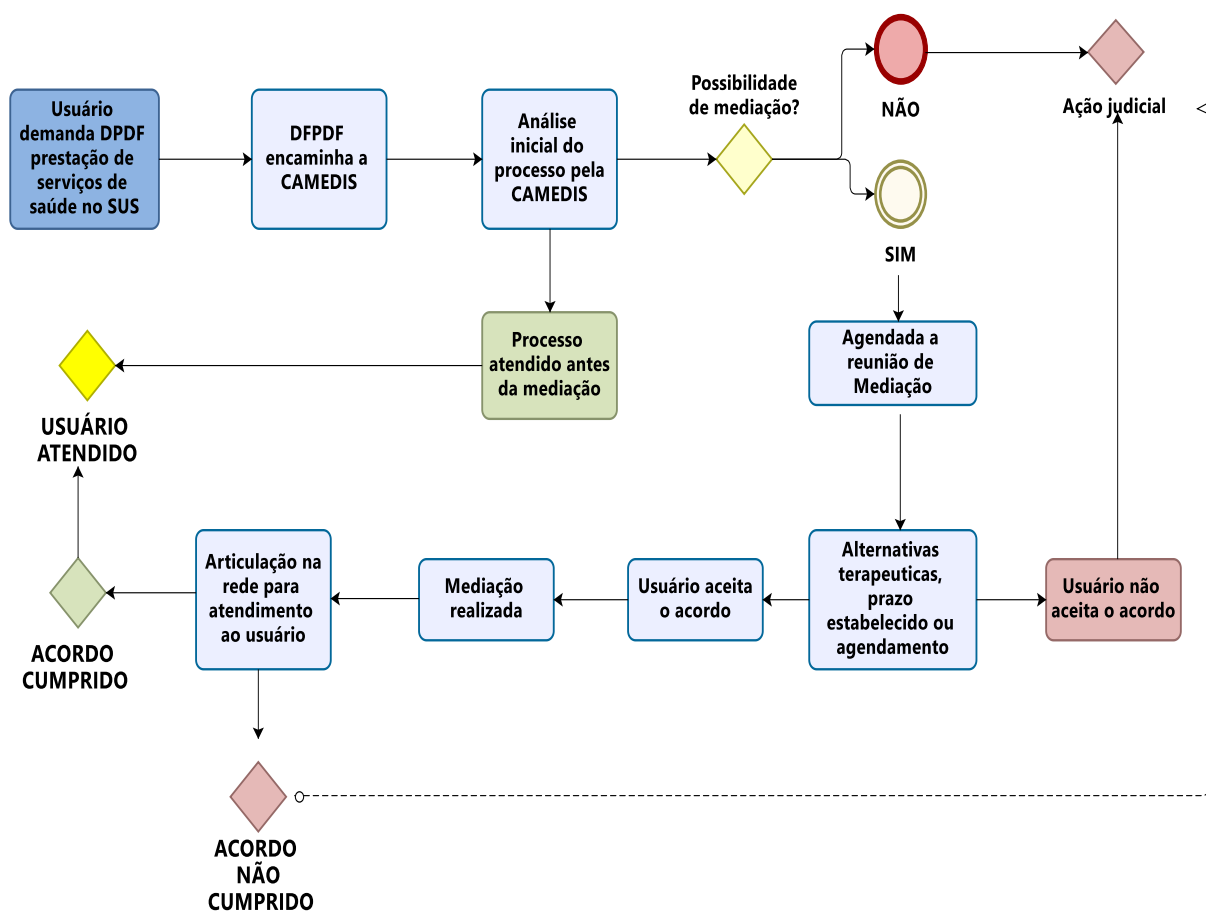 Usuário
demanda DPDF
prestação de
serviços de
saúde no SUS
DFPDF
encaminha a
CAMEDIS
Análise
inicial do
processo pela
CAMEDIS
Possibilidade
de mediação?
NÃO
Ação judicial
SIM
Processo
atendido antes
da mediação
Agendada a
reunião de
Mediação
USUÁRIO
ATENDIDO
Articulação na
rede para
atendimento
ao usuário
Mediação
realizada
Usuário aceita
o acordo
Alternativas
terapeuticas,
prazo
estabelecido ou
agendamento
Usuário não
aceita o acordo
ACORDO
CUMPRIDO
ACORDO
NÃO
CUMPRIDO